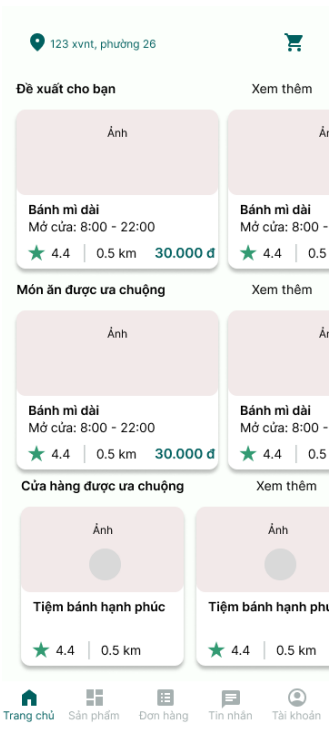 123 xvnt, phường 26
Đề xuất cho bạn Xem thêm
Ảnh
Bánh mì dài Bánh mì dài
Mở cửa: 8:00 - 22:00 Mở cửa: 8:00 -
4.4 0.5 km 30.000 đ 4.4 0.5
Món ăn được ưa chuộng Xem thêm
Ảnh
Bánh mì dài Bánh mì dài
Mở cửa: 8:00 - 22:00 Mở cửa: 8:00 -
4.4 0.5 km 30.000 đ 4.4 0.5
Cửa hàng được ưa chuộng Xem thêm
Ảnh Ảnh
Tiệm bánh hạnh phúc Tiệm bánh hạnh
4.4 0.5 km 4.4 0.5 km
Trang chủ Sản phẩm Đơn hàng Tin nhắn Tài khoản